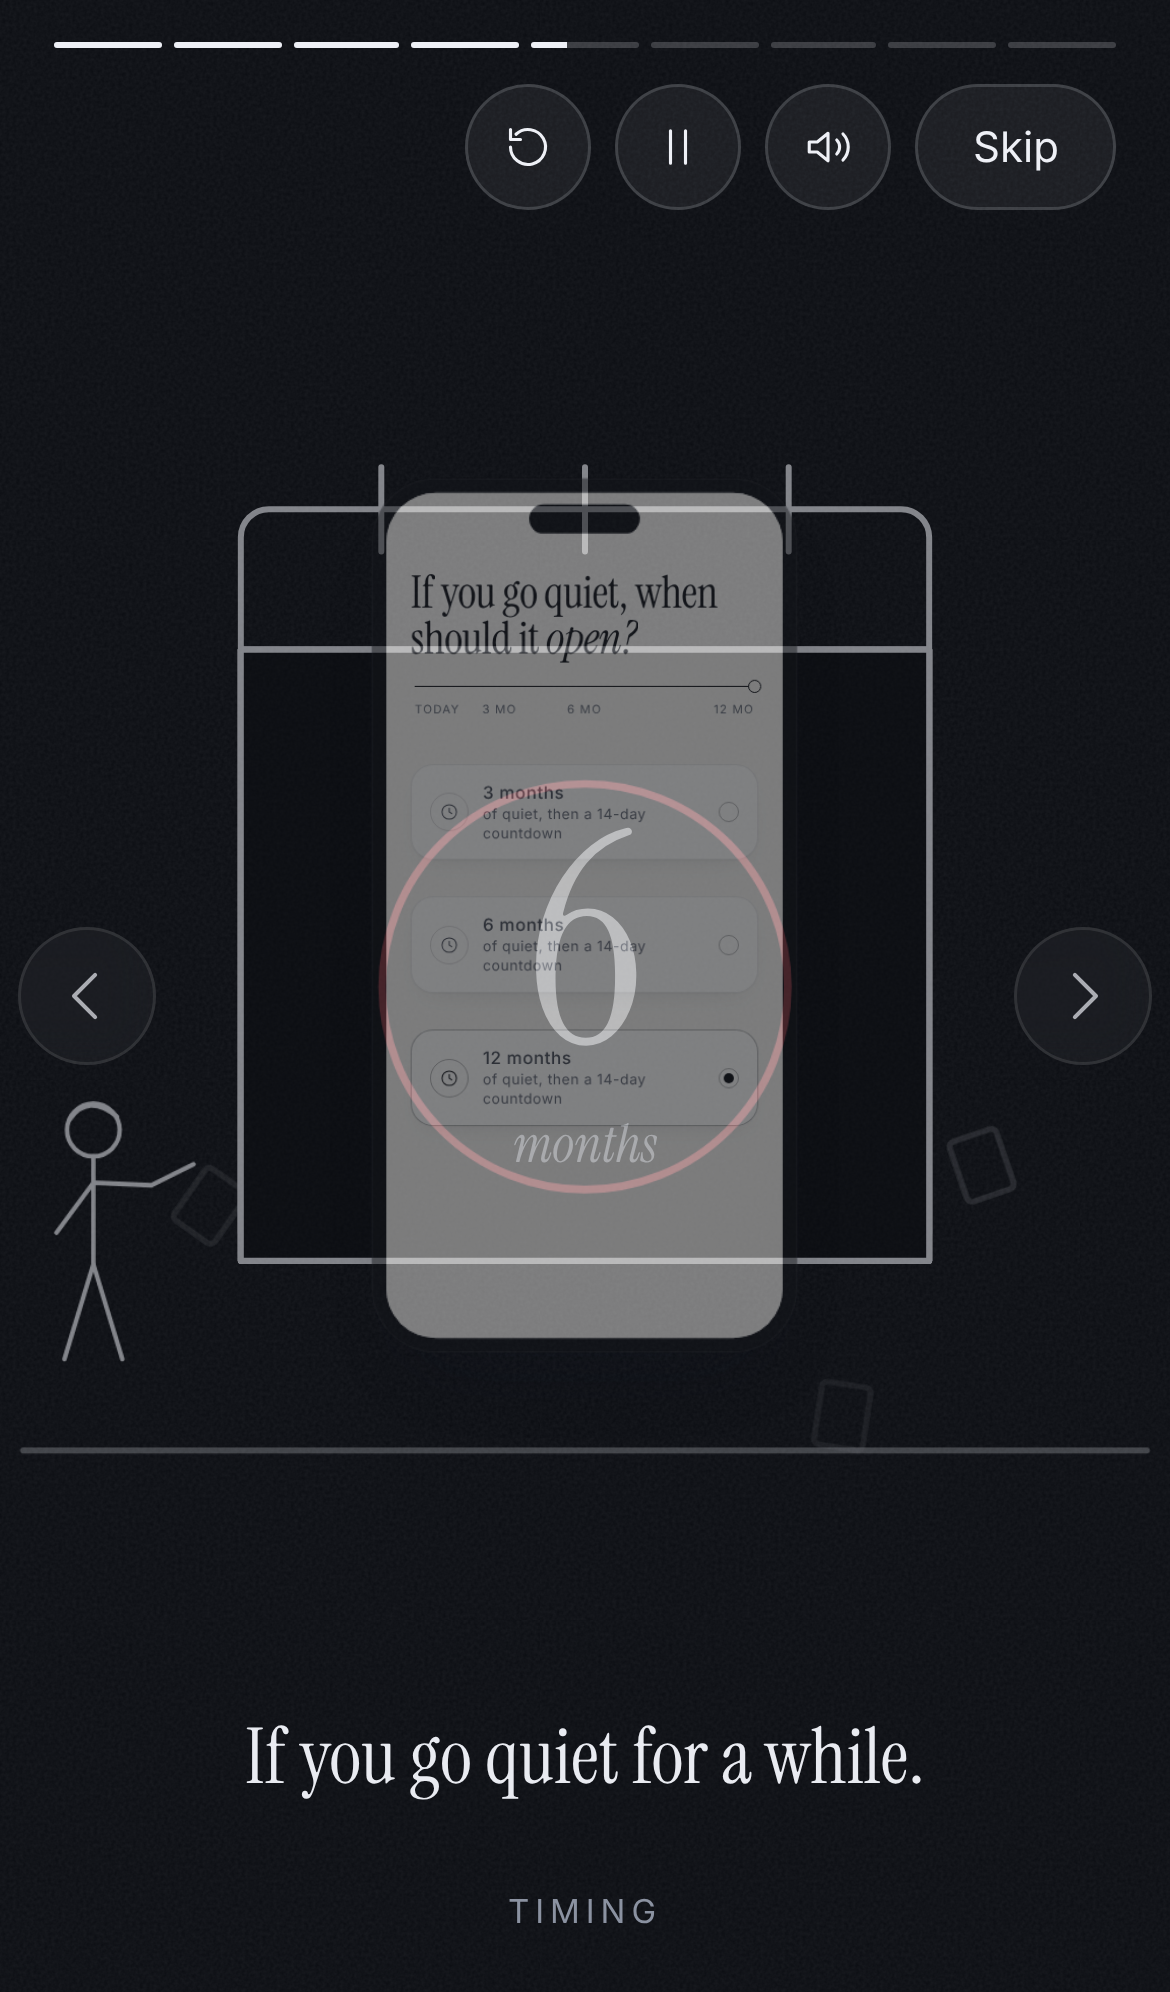 Skip
If you go quiet, when
should it open?
TODAY 3 MO 6 MO 12 MO
3 months
of quiet, then a 14-day
countdown
6 months
of quiet, then a 14-day
countdown
12 months
of quiet, then a 14-day
countdown
6
months
If you go quiet for a while.
TIMING